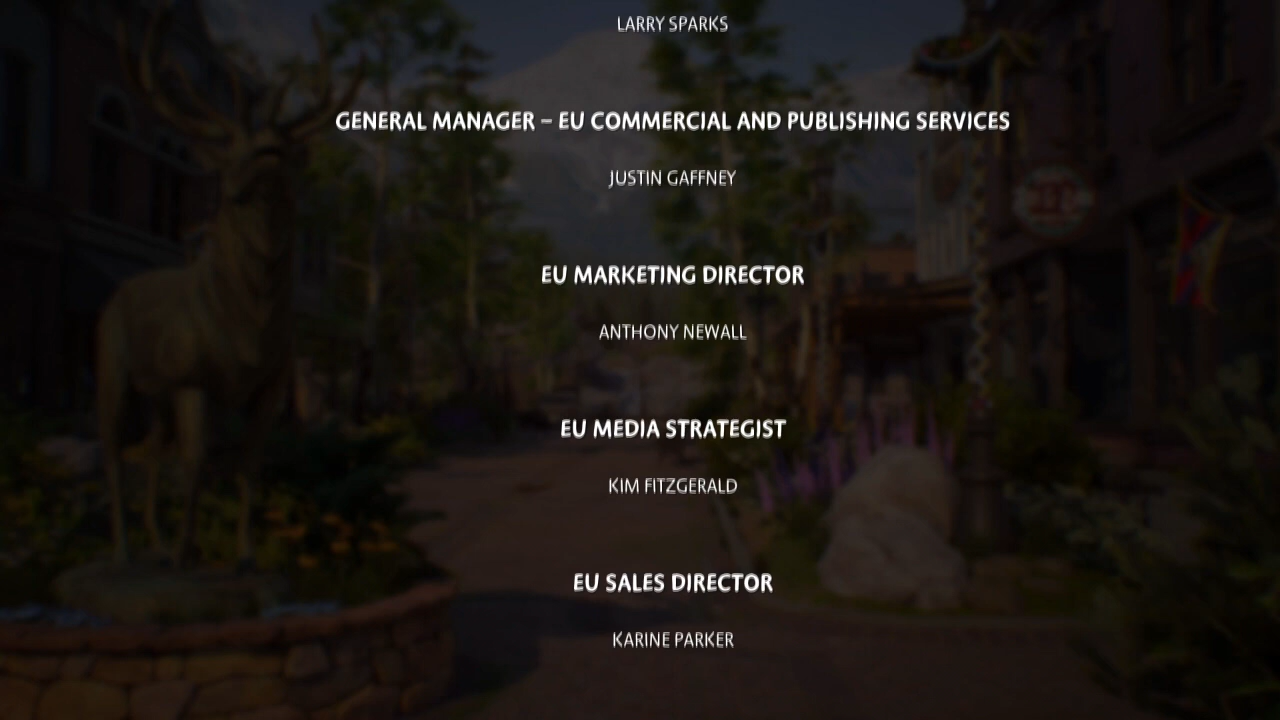 LARRY SPARKS
GENERAL MANAGER – EU COMMERCIAL AND PUBLISHING SERVICES
JUSTIN GAFFNEY
EU MARKETING DIRECTOR
ANTHONY NEWALL
EU MEDIA STRATEGIST
KIM FITZGERALD
EU SALES DIRECTOR
KARINE PARKER